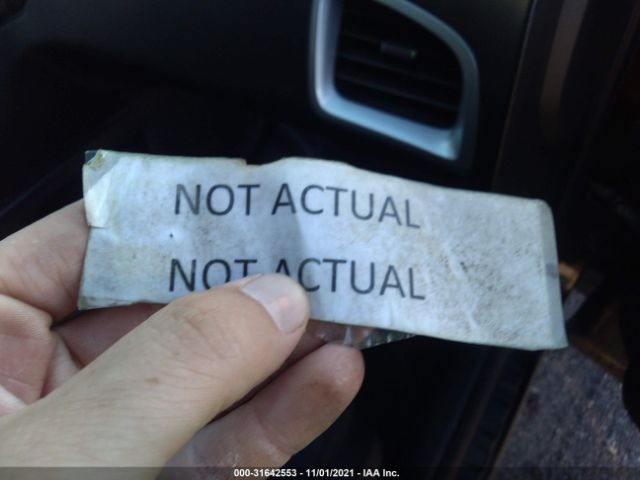 NOT ACTUAL
NOT ACTUAL
000-31642553 - 11/01/2021 - IAA Inc.